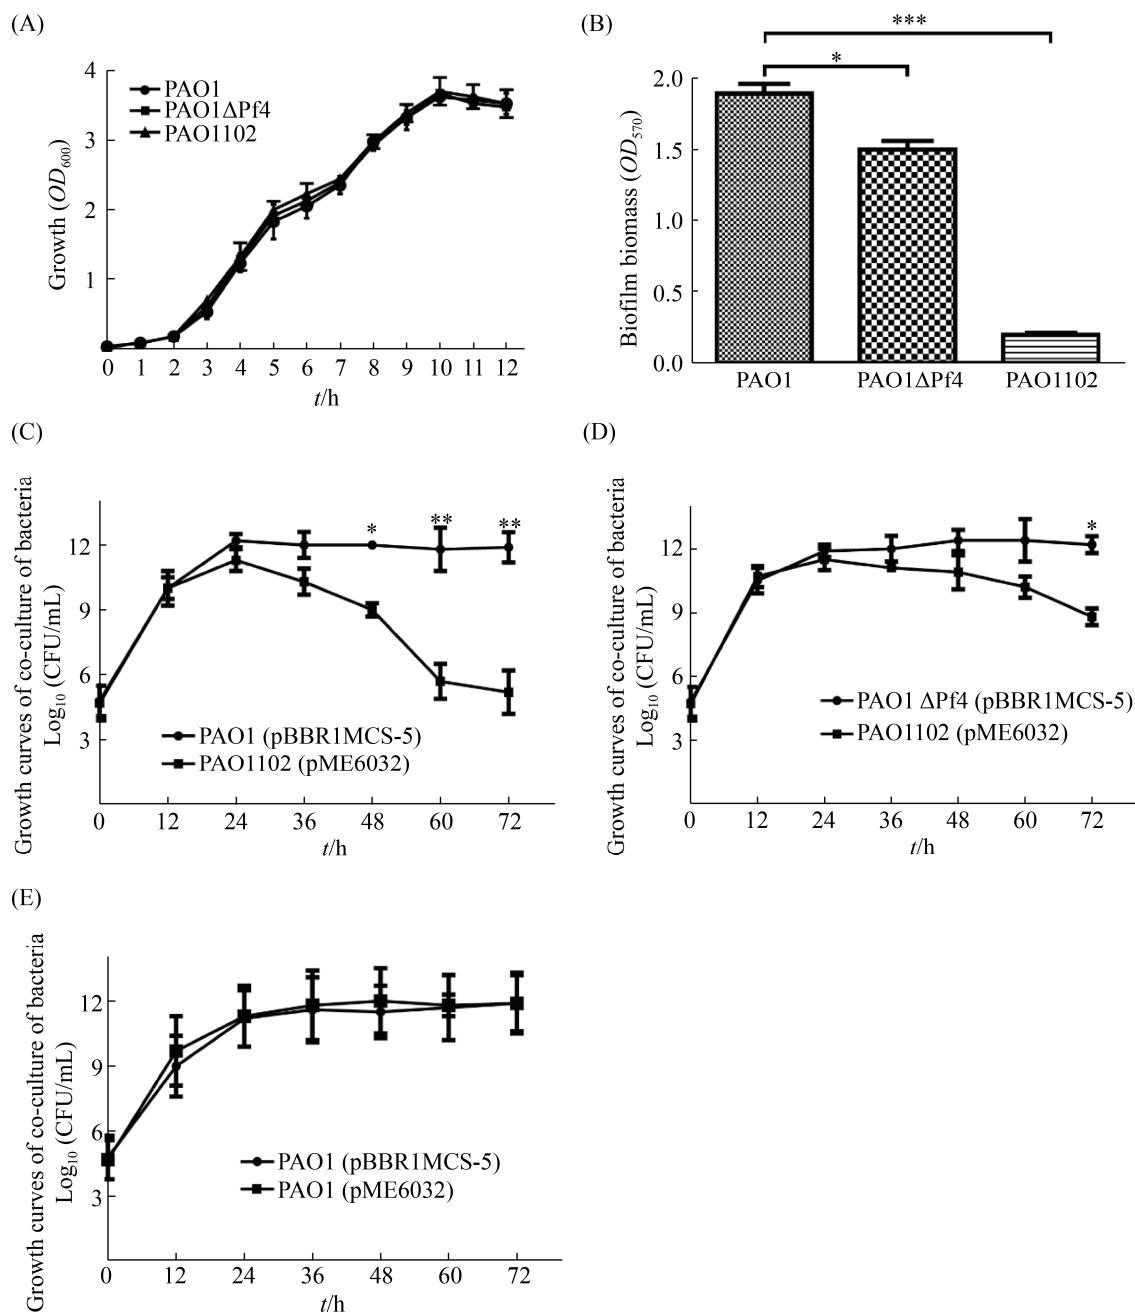 (A)
Growth (OD600)
4
3
2
1
PAO1
PAO1ΔPf4
PAO1102
0 1 2 3 4 5 6 7 8 9 10 11 12
t/h
(B)
Biofilm biomass (OD570)
2.0
1.5
1.0
0.5
0.0
***
*
PAO1 PAO1ΔPf4 PAO1102
(C)
Growth curves of co-culture of bacteria
Log10 (CFU/mL)
12
9
6
3
* ** **
PAO1 (pBBR1MCS-5)
PAO1102 (pME6032)
0 12 24 36 48 60 72
t/h
(D)
Growth curves of co-culture of bacteria
Log10 (CFU/mL)
12
9
6
3
*
PAO1 ΔPf4 (pBBR1MCS-5)
PAO1102 (pME6032)
0 12 24 36 48 60 72
t/h
(E)
Growth curves of co-culture of bacteria
Log10 (CFU/mL)
12
9
6
3
PAO1 (pBBR1MCS-5)
PAO1 (pME6032)
0 12 24 36 48 60 72
t/h